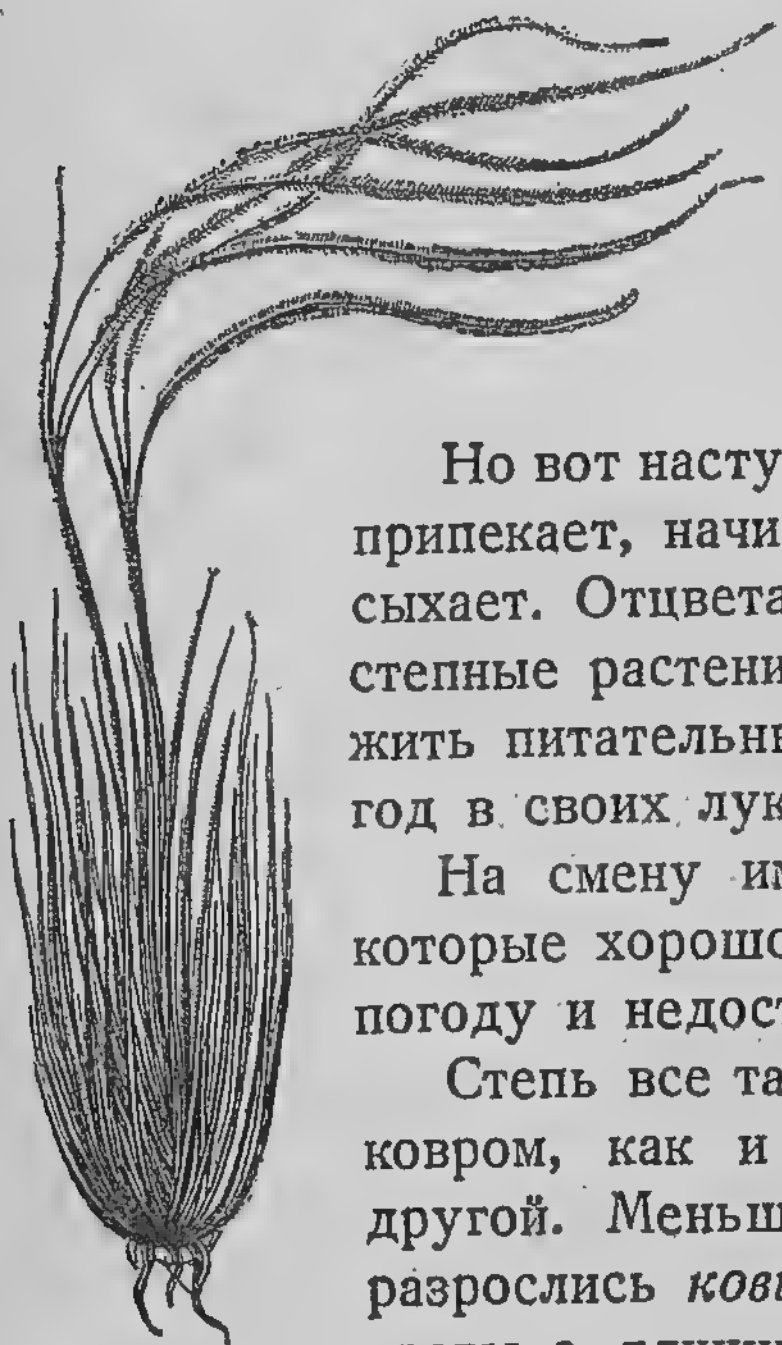 Но вот насту
припекает, начи
сыхает. Отцвета
степные растени
жить питательн
год в своих лук
На смену им
которые хорошо
погоду и недост
Степь все та
ковром, как и
другой. Меньш
разрослись ковы